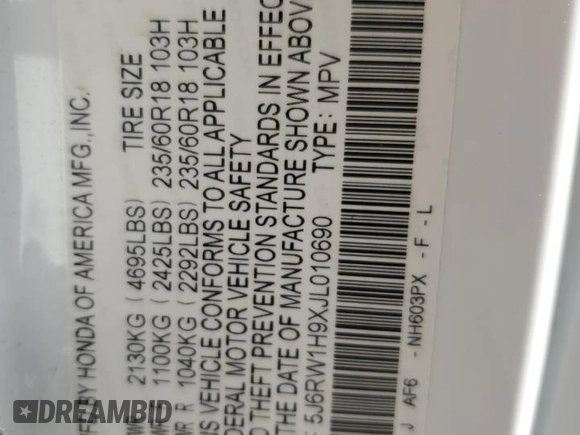 BY HONDA OF AMERICA MFG.,INC.
2130KG ( 4695LBS) TIRE SIZE
1100KG ( 2425LBS) 235/60R18 103H
R 1040KG ( 2292LBS) 235/60R18 103H
VEHICLE CONFORMS TO ALL APPLICABLE
MOTOR VEHICLE SAFETY
THEFT PREVENTION STANDARDS IN EFFEC
THE DATE OF MANUFACTURE SHOWN ABOV
5J6RW1H9XJL010690 TYPE: MPV
J AF6 - NH603PX - F - L
DREAMBID